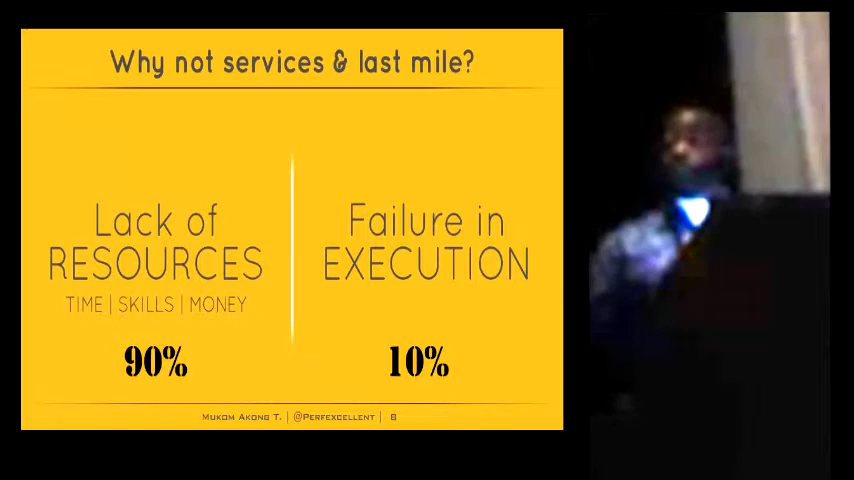 Why not services & last mile?
Lack of
RESOURCES
TIME | SKILLS | MONEY
90%
Failure in
EXECUTION
10%
Mukom Akong T. | @Perfexcellent | 8